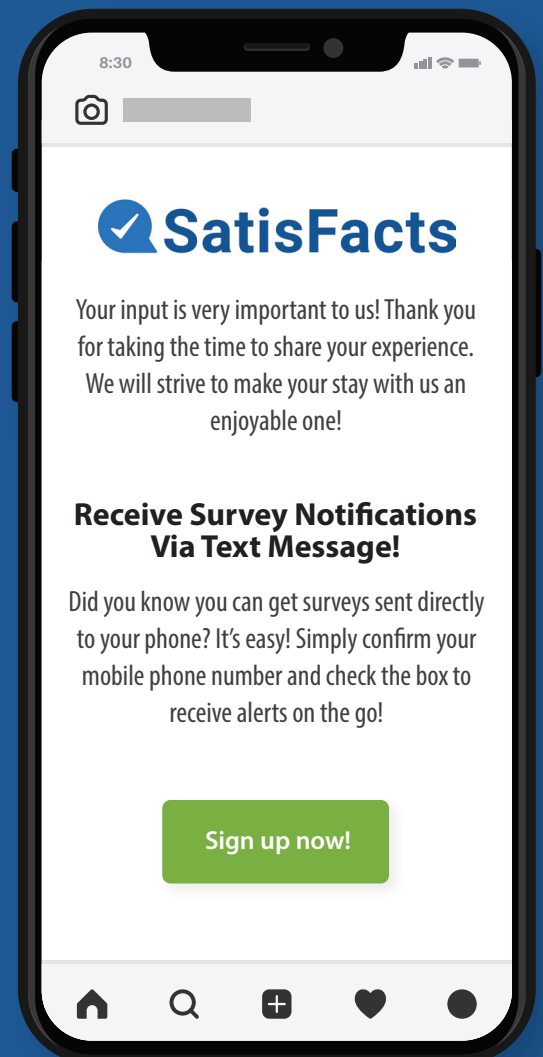 8:30
SatisFacts
Your input is very important to us! Thank you
for taking the time to share your experience.
We will strive to make your stay with us an
enjoyable one!
Receive Survey Notifications
Via Text Message!
Did you know you can get surveys sent directly
to your phone? It’s easy! Simply confirm your
mobile phone number and check the box to
receive alerts on the go!
Sign up now!